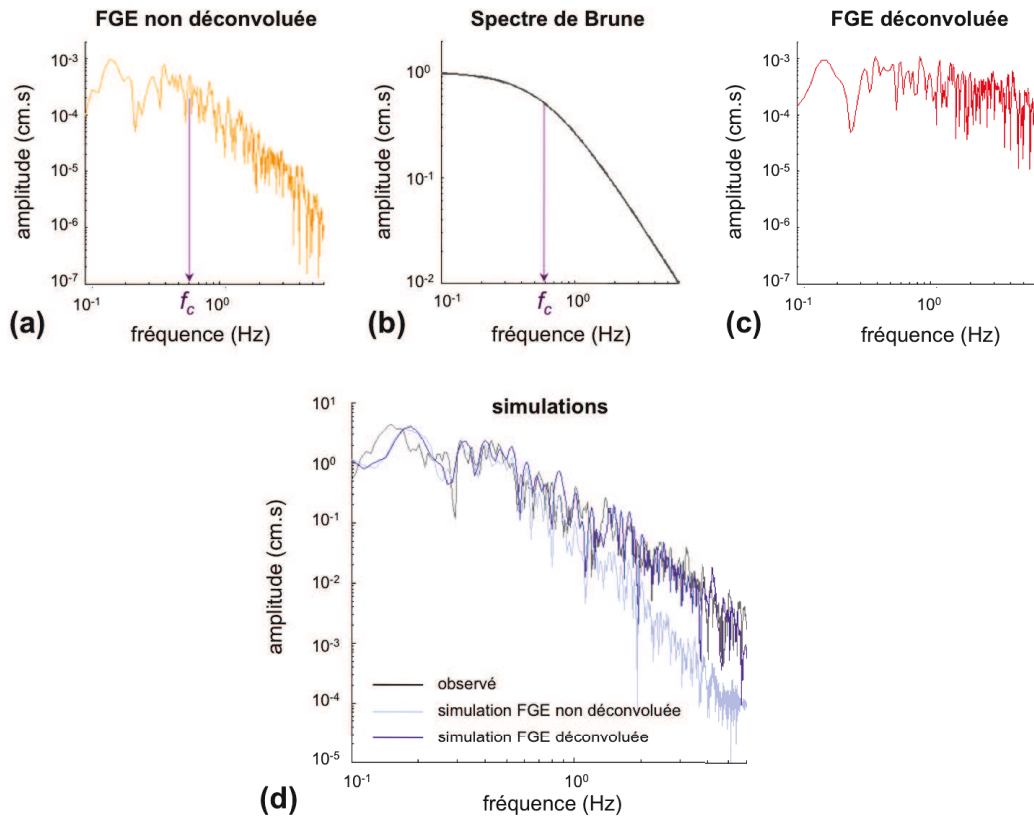 FGE non déconvoluée
amplitude (cm.s)
10-3
10-4
10-5
10-6
10-7
10-1
100
fc
fréquence (Hz)
(a)
Spectre de Brune
amplitude (cm.s)
100
10-1
10-2
10-1
100
fc
fréquence (Hz)
(b)
FGE déconvoluée
amplitude (cm.s)
10-3
10-4
10-5
10-6
10-7
10-1
100
fréquence (Hz)
(c)
simulations
amplitude (cm.s)
101
100
10-1
10-2
10-3
10-4
10-5
observé
simulation FGE non déconvoluée
simulation FGE déconvoluée
10-1
100
fréquence (Hz)
(d)